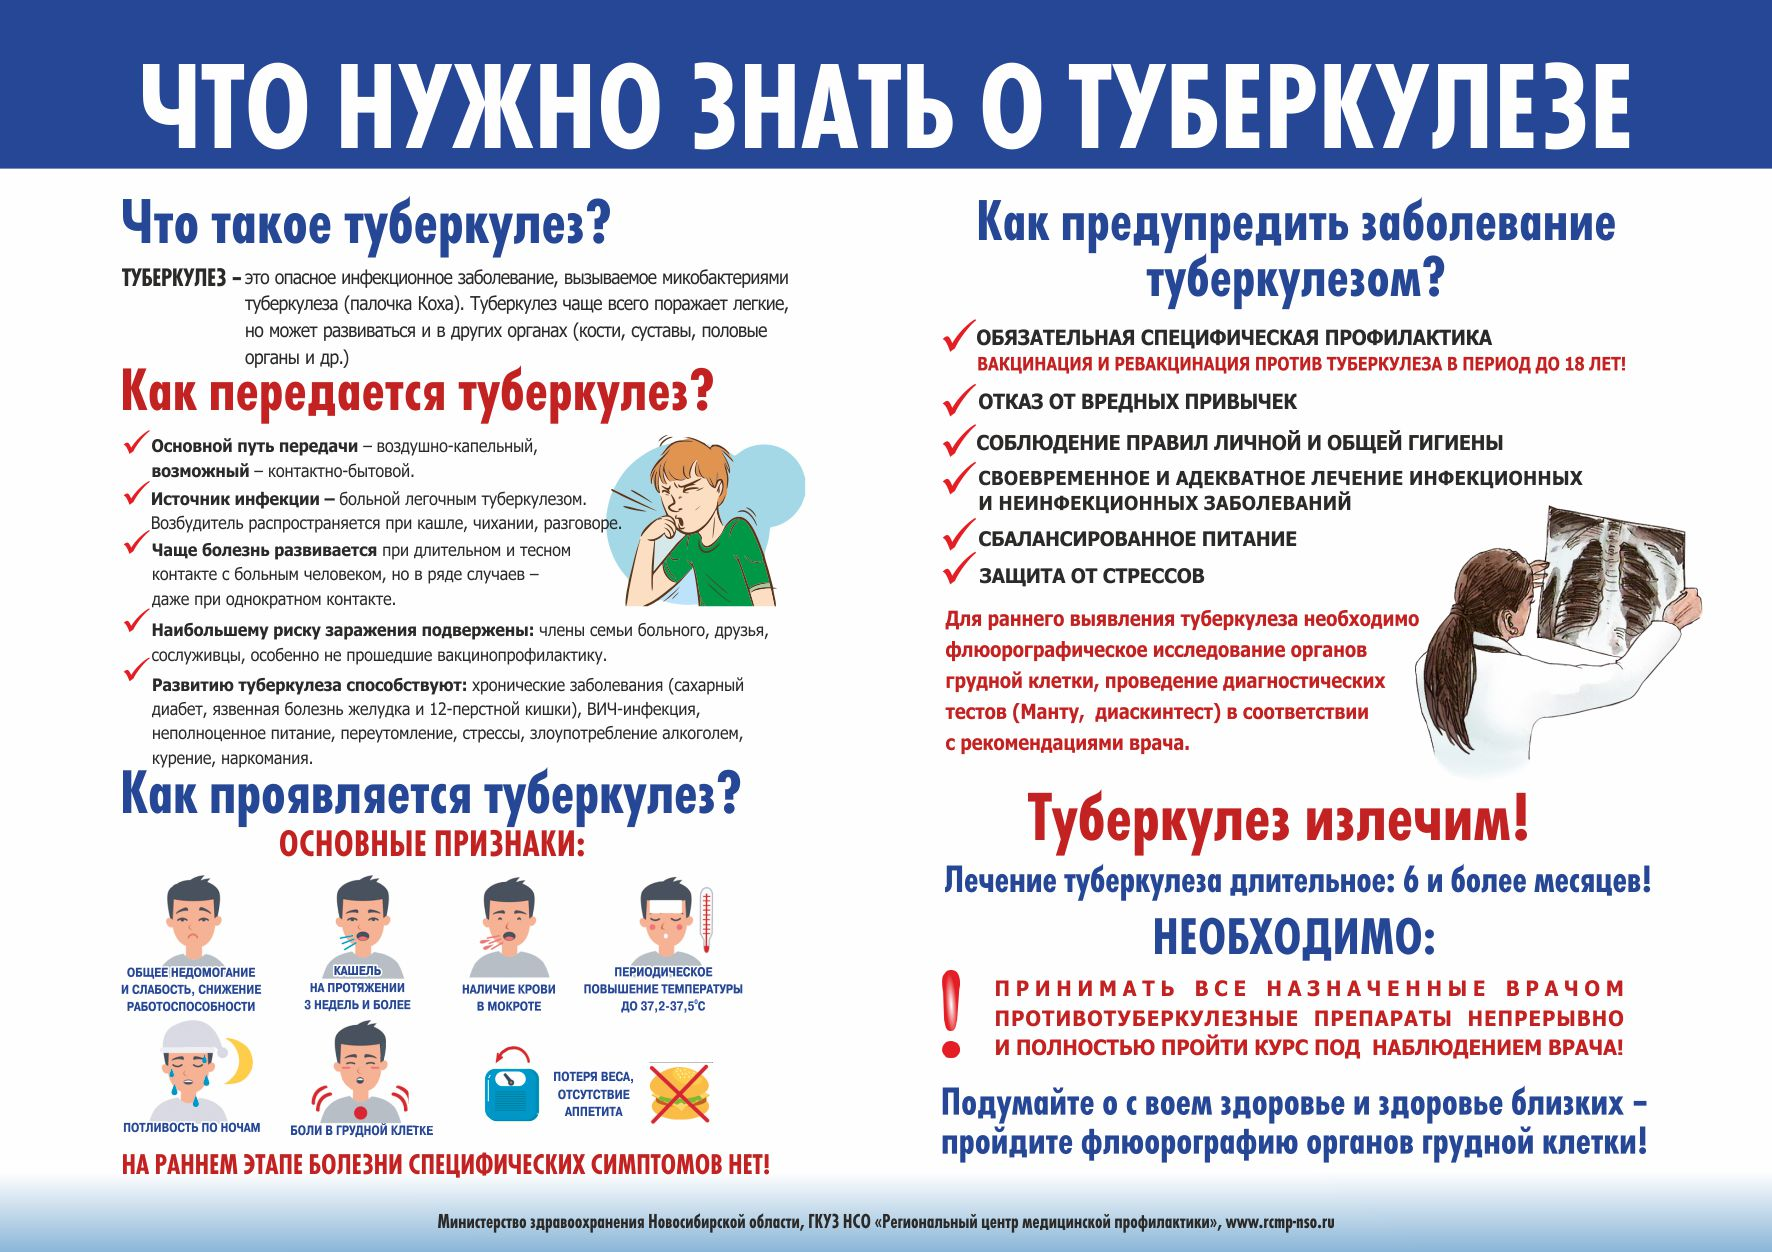 ЧТО НУЖНО ЗНАТЬ О ТУБЕРКУЛЕЗЕ
Что такое туберкулез?
ТУБЕРКУЛЕЗ – это опасное инфекционное заболевание, вызываемое микобактериями
туберкулеза (палочка Коха). Туберкулез чаще всего поражает легкие,
но может развиваться и в других органах (кости, суставы, половые
органы и др.)
Как передается туберкулез?
Основной путь передачи – воздушно-капельный,
возможный – контактно-бытовой.
Источник инфекции – больной легочным туберкулезом.
Возбудитель распространяется при кашле, чихании, разговоре.
Чаще болезнь развивается при длительном и тесном
контакте с больным человеком, но в ряде случаев –
даже при однократном контакте.
Наибольшему риску заражения подвержены: члены семьи больного, друзья,
сослуживцы, особенно не прошедшие вакцинопрофилактику.
Развитию туберкулеза способствуют: хронические заболевания (сахарный
диабет, язвенная болезнь желудка и 12-перстной кишки), ВИЧ-инфекция,
неполноценное питание, переутомление, стрессы, злоупотребление алкоголем,
курение, наркомания.
Как проявляется туберкулез?
ОСНОВНЫЕ ПРИЗНАКИ:
ОБЩЕЕ НЕДОМОГАНИЕ
И СЛАБОСТЬ, СНИЖЕНИЕ
РАБОТОСПОСОБНОСТИ
КАШЕЛЬ
НА ПРОТЯЖЕНИИ
3 НЕДЕЛЬ И БОЛЕЕ
НАЛИЧИЕ КРОВИ
В МОКРОТЕ
ПЕРИОДИЧЕСКОЕ
ПОВЫШЕНИЕ ТЕМПЕРАТУРЫ
ДО 37,2-37,5°С
ПОТЛИВОСТЬ ПО НОЧАМ
БОЛИ В ГРУДНОЙ КЛЕТКЕ
ПОТЕРЯ ВЕСА,
ОТСУТСТВИЕ
АППЕТИТА
НА РАННЕМ ЭТАПЕ БОЛЕЗНИ СПЕЦИФИЧЕСКИХ СИМПТОМОВ НЕТ!
Как предупредить заболевание
туберкулезом?
ОБЯЗАТЕЛЬНАЯ СПЕЦИФИЧЕСКАЯ ПРОФИЛАКТИКА
ВАКЦИНАЦИЯ И РЕВАКЦИНАЦИЯ ПРОТИВ ТУБЕРКУЛЕЗА В ПЕРИОД ДО 18 ЛЕТ!
ОТКАЗ ОТ ВРЕДНЫХ ПРИВЫЧЕК
СОБЛЮДЕНИЕ ПРАВИЛ ЛИЧНОЙ И ОБЩЕЙ ГИГИЕНЫ
СВОЕВРЕМЕННОЕ И АДЕКВАТНОЕ ЛЕЧЕНИЕ ИНФЕКЦИОННЫХ
И НЕИНФЕКЦИОННЫХ ЗАБОЛЕВАНИЙ
СБАЛАНСИРОВАННОЕ ПИТАНИЕ
ЗАЩИТА ОТ СТРЕССОВ
Для раннего выявления туберкулеза необходимо
флюорографическое исследование органов
грудной клетки, проведение диагностических
тестов (Манту, диаскинтест) в соответствии
с рекомендациями врача.
Туберкулез излечим!
Лечение туберкулеза длительное: 6 и более месяцев!
НЕОБХОДИМО:
ПРИНИМАТЬ ВСЕ НАЗНАЧЕННЫЕ ВРАЧОМ
ПРОТИВОТУБЕРКУЛЕЗНЫЕ ПРЕПАРАТЫ НЕПРЕРЫВНО
И ПОЛНОСТЬЮ ПРОЙТИ КУРС ПОД НАБЛЮДЕНИЕМ ВРАЧА!
Подумайте о с воем здоровье и здоровье близких –
пройдите флюорографию органов грудной клетки!
Министерство здравоохранения Новосибирской области, ГКУЗ НСО «Региональный центр медицинской профилактики», www.rcmp-nso.ru